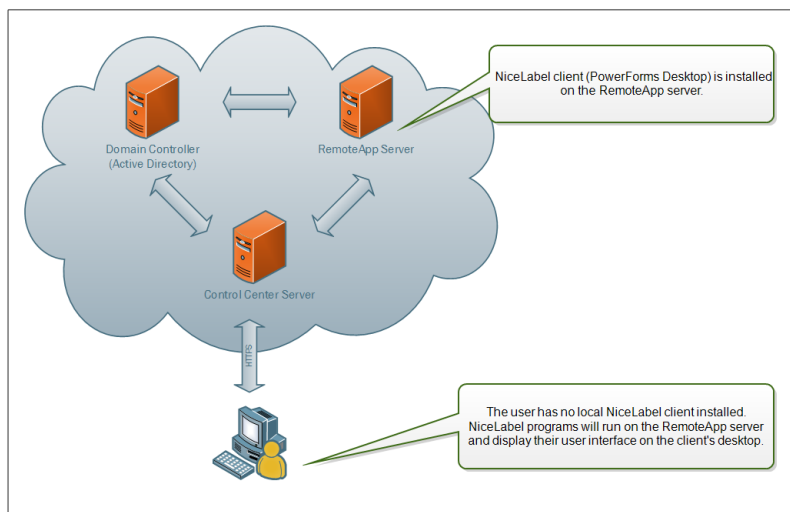 NiceLabel client (PowerForms Desktop) is installed
on the RemoteApp server.
Domain Controller
(Active Directory)
RemoteApp Server
Control Center Server
HTTPS
The user has no local NiceLabel client installed.
NiceLabel programs will run on the RemoteApp server
and display their user interface on the client's desktop.